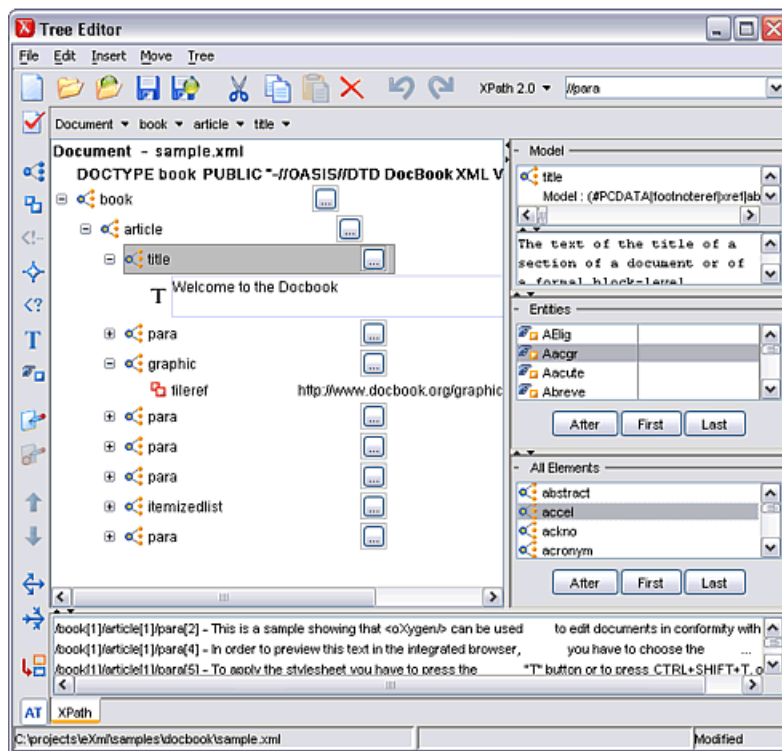 Tree Editor
File Edit Insert Move Tree
XPath 2.0 //para
Document book article title
Document - sample.xml
DOCTYPE book PUBLIC "-//OASIS//DTD DocBook XML V
book ...
article ...
title ...
T Welcome to the Docbook
para ...
graphic ...
fileref http://www.docbook.org/graphic
para ...
para ...
para ...
itemizedlist ...
para ...
Model
title
Model : (#PCDATA|footnoteref|xref|ab
The text of the title of a
section of a document or of
a formal block-level
Entities
AElig
Aacgr
Aacute
Abreve
After First Last
All Elements
abstract
accel
ackno
acronym
After First Last
/book[1]/article[1]/para[2] - This is a sample showing that <oXygen/> can be used to edit documents in conformity with
/book[1]/article[1]/para[4] - In order to preview this text in the integrated browser, you have to choose the ...
/book[1]/article[1]/para[5] - To apply the stylesheet you have to press the "T" button or to press CTRL+SHIFT+T, o
AT XPath
C:\projects\eXml\samples\docbook\sample.xml Modified